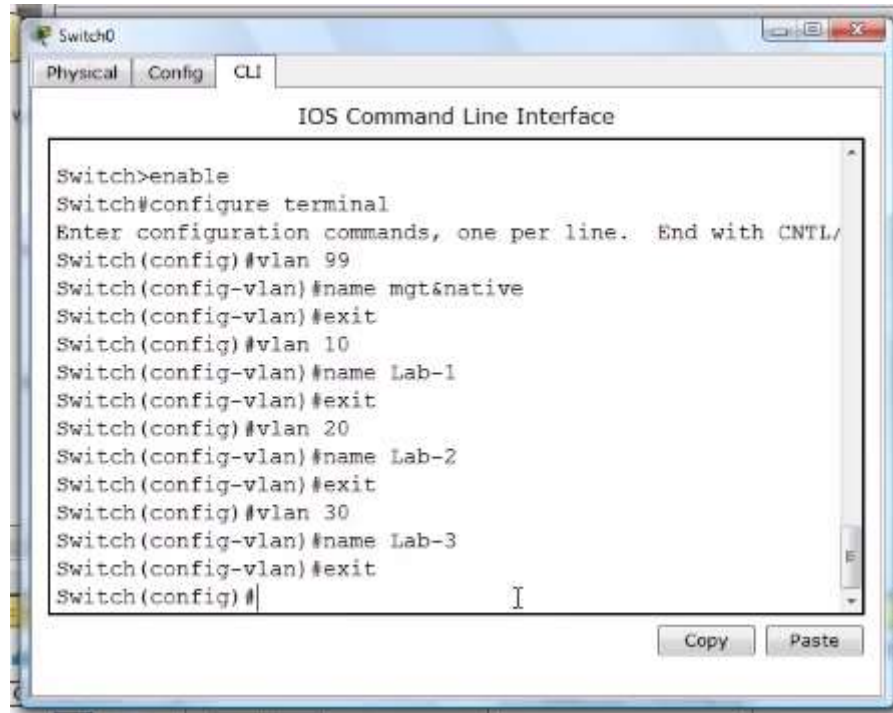 Switch0
Physical Config CLI
IOS Command Line Interface
Switch>enable
Switch#configure terminal
Enter configuration commands, one per line. End with CNTL/
Switch(config)#vlan 99
Switch(config-vlan)#name mgt&native
Switch(config-vlan)#exit
Switch(config)#vlan 10
Switch(config-vlan)#name Lab-1
Switch(config-vlan)#exit
Switch(config)#vlan 20
Switch(config-vlan)#name Lab-2
Switch(config-vlan)#exit
Switch(config)#vlan 30
Switch(config-vlan)#name Lab-3
Switch(config-vlan)#exit
Switch(config)#
Copy Paste